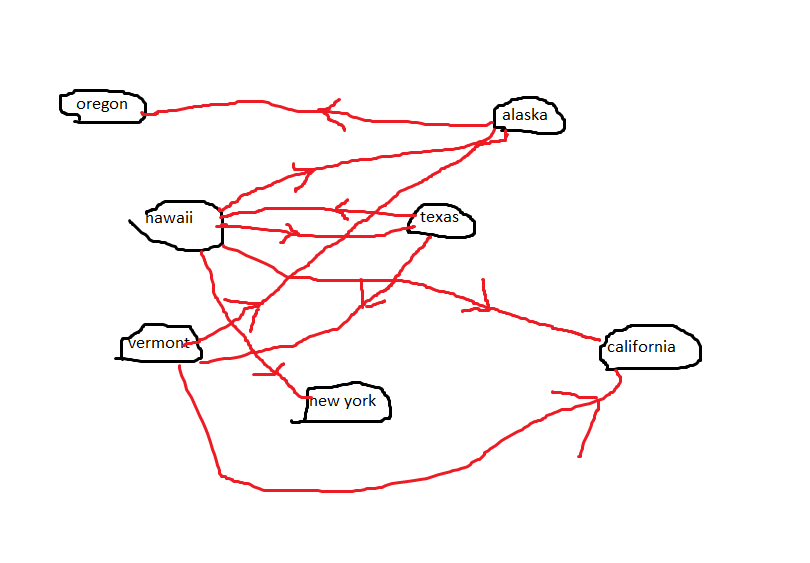 oregon
alaska
hawaii
texas
vermont
california
new york